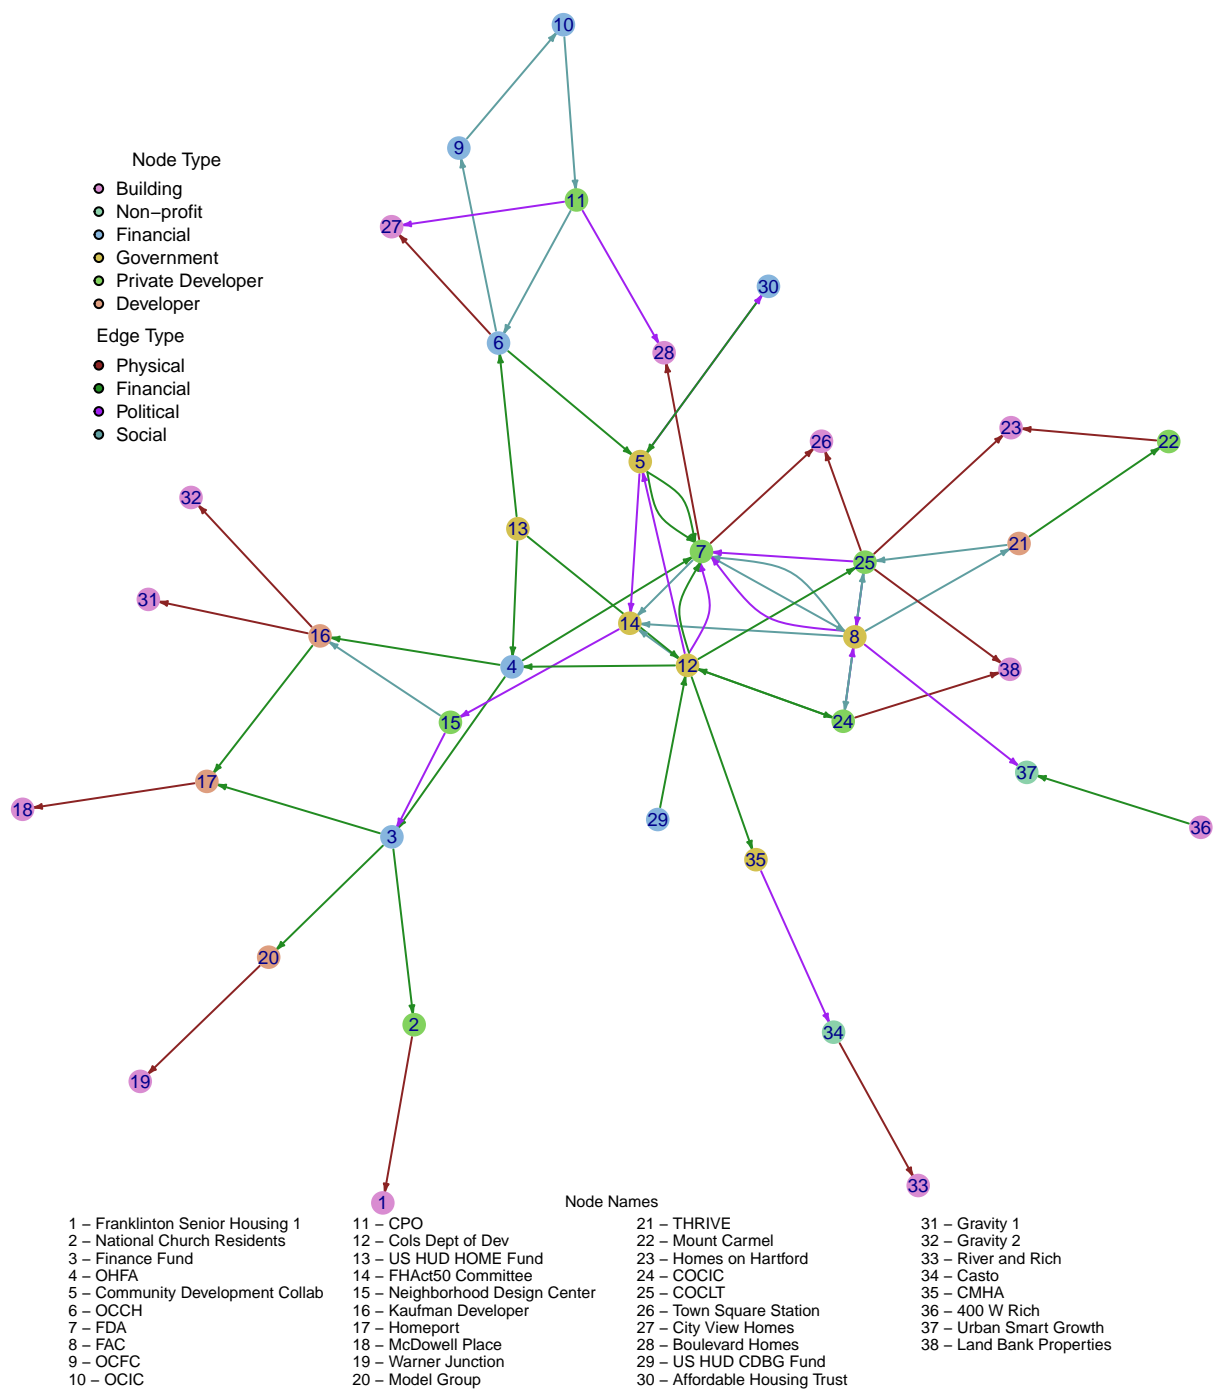 10
9
11
27
30
6
28
Node Type
Building
Non−profit
Financial
Government
Private Developer
Developer
Edge Type
Physical
Financial
Political
Social
23
26
22
5
32
13
7
21
25
31
14
16
8
4
12
38
15
24
37
17
18
29
36
3
35
20
2
34
19
33
1
Node Names
1 − Franklinton Senior Housing 1
2 − National Church Residents
3 − Finance Fund
4 − OHFA
5 − Community Development Collab
6 − OCCH
7 − FDA
8 − FAC
9 − OCFC
10 − OCIC
11 − CPO
12 − Cols Dept of Dev
13 − US HUD HOME Fund
14 − FHAct50 Committee
15 − Neighborhood Design Center
16 − Kaufman Developer
17 − Homeport
18 − McDowell Place
19 − Warner Junction
20 − Model Group
21 − THRIVE
22 − Mount Carmel
23 − Homes on Hartford
24 − COCIC
25 − COCLT
26 − Town Square Station
27 − City View Homes
28 − Boulevard Homes
29 − US HUD CDBG Fund
30 − Affordable Housing Trust
31 − Gravity 1
32 − Gravity 2
33 − River and Rich
34 − Casto
35 − CMHA
36 − 400 W Rich
37 − Urban Smart Growth
38 − Land Bank Properties